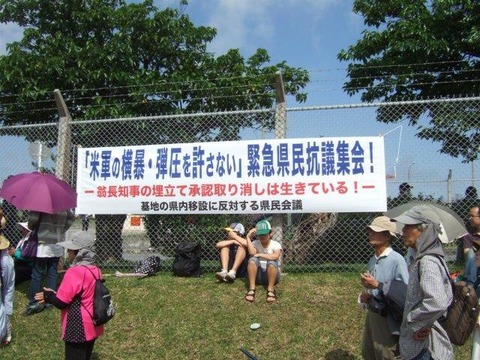 「米軍の横暴・弾圧を許さない」緊急県民抗議集会！
ー翁長知事の埋立て承認取り消しは生きている！ー
基地の県内移設に反対する県民会議